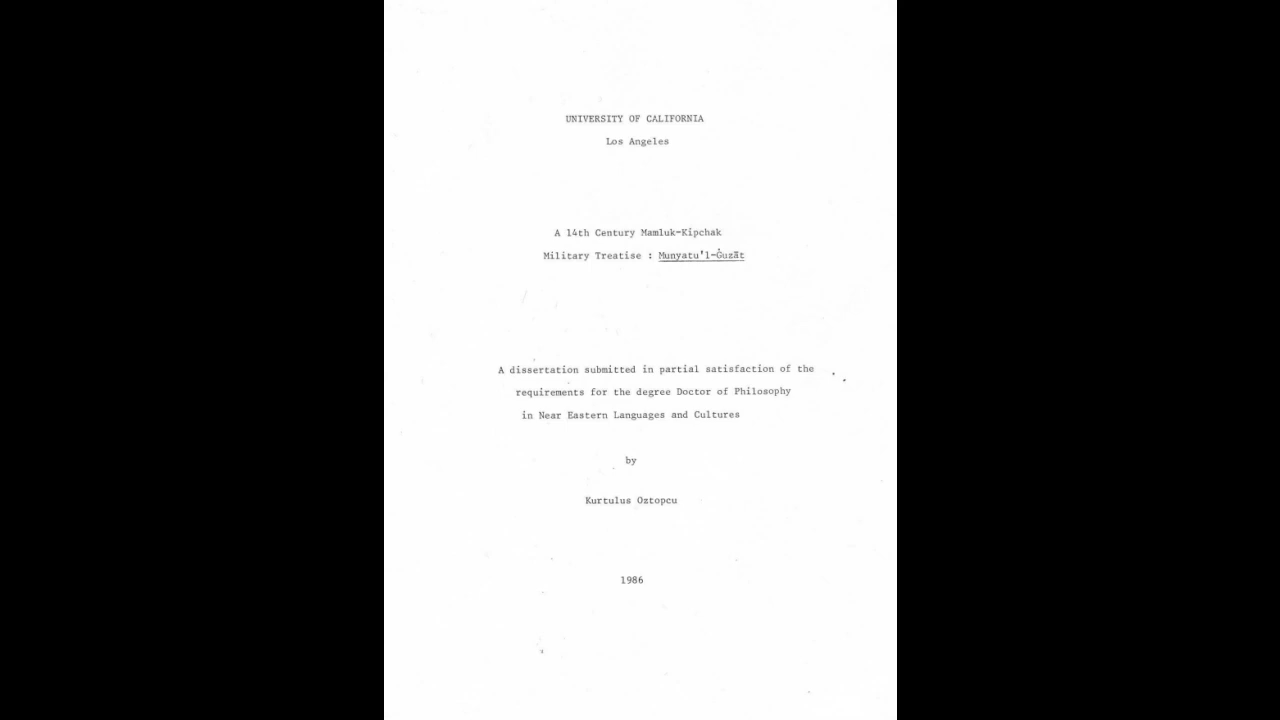 UNIVERSITY OF CALIFORNIA
Los Angeles
A 14th Century Mamluk-Kipchak
Military Treatise : Munyatu'l-Ġuzāt
A dissertation submitted in partial satisfaction of the
requirements for the degree Doctor of Philosophy
in Near Eastern Languages and Cultures
by
Kurtulus Oztopcu
1986